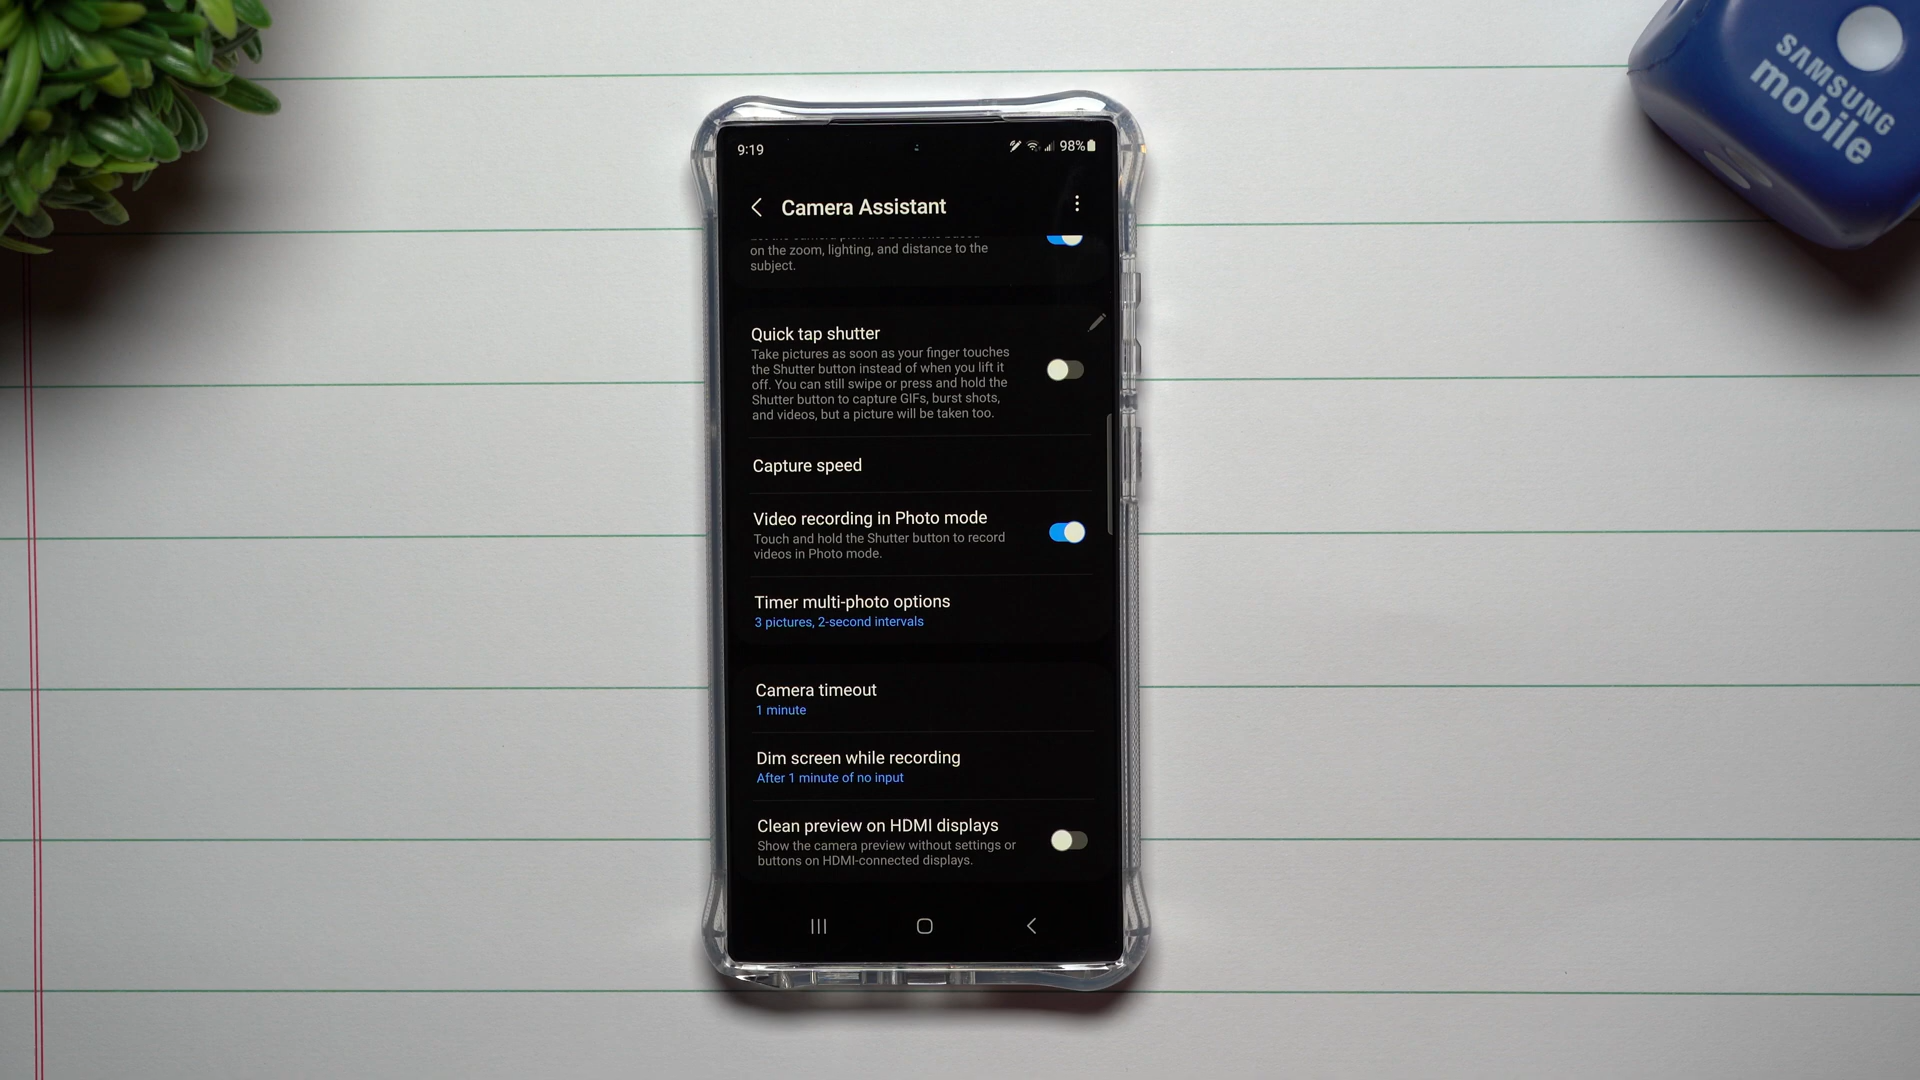 SAMSUNG
mobile
9:19
98%
Camera Assistant
on the zoom, lighting, and distance to the
subject.
Quick tap shutter
Take pictures as soon as your finger touches
the Shutter button instead of when you lift it
off. You can still swipe or press and hold the
Shutter button to capture GIFs, burst shots,
and videos, but a picture will be taken too.
Capture speed
Video recording in Photo mode
Touch and hold the Shutter button to record
videos in Photo mode.
Timer multi-photo options
3 pictures, 2-second intervals
Camera timeout
1 minute
Dim screen while recording
After 1 minute of no input
Clean preview on HDMI displays
Show the camera preview without settings or
buttons on HDMI-connected displays.